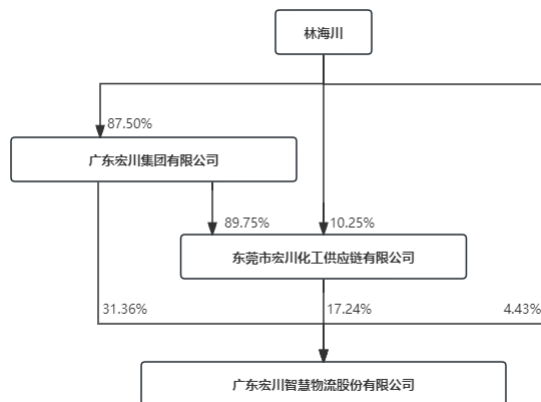 林海川
87.50%
广东宏川集团有限公司
89.75%
10.25%
东莞市宏川化工供应链有限公司
31.36%
17.24%
4.43%
广东宏川智慧物流股份有限公司